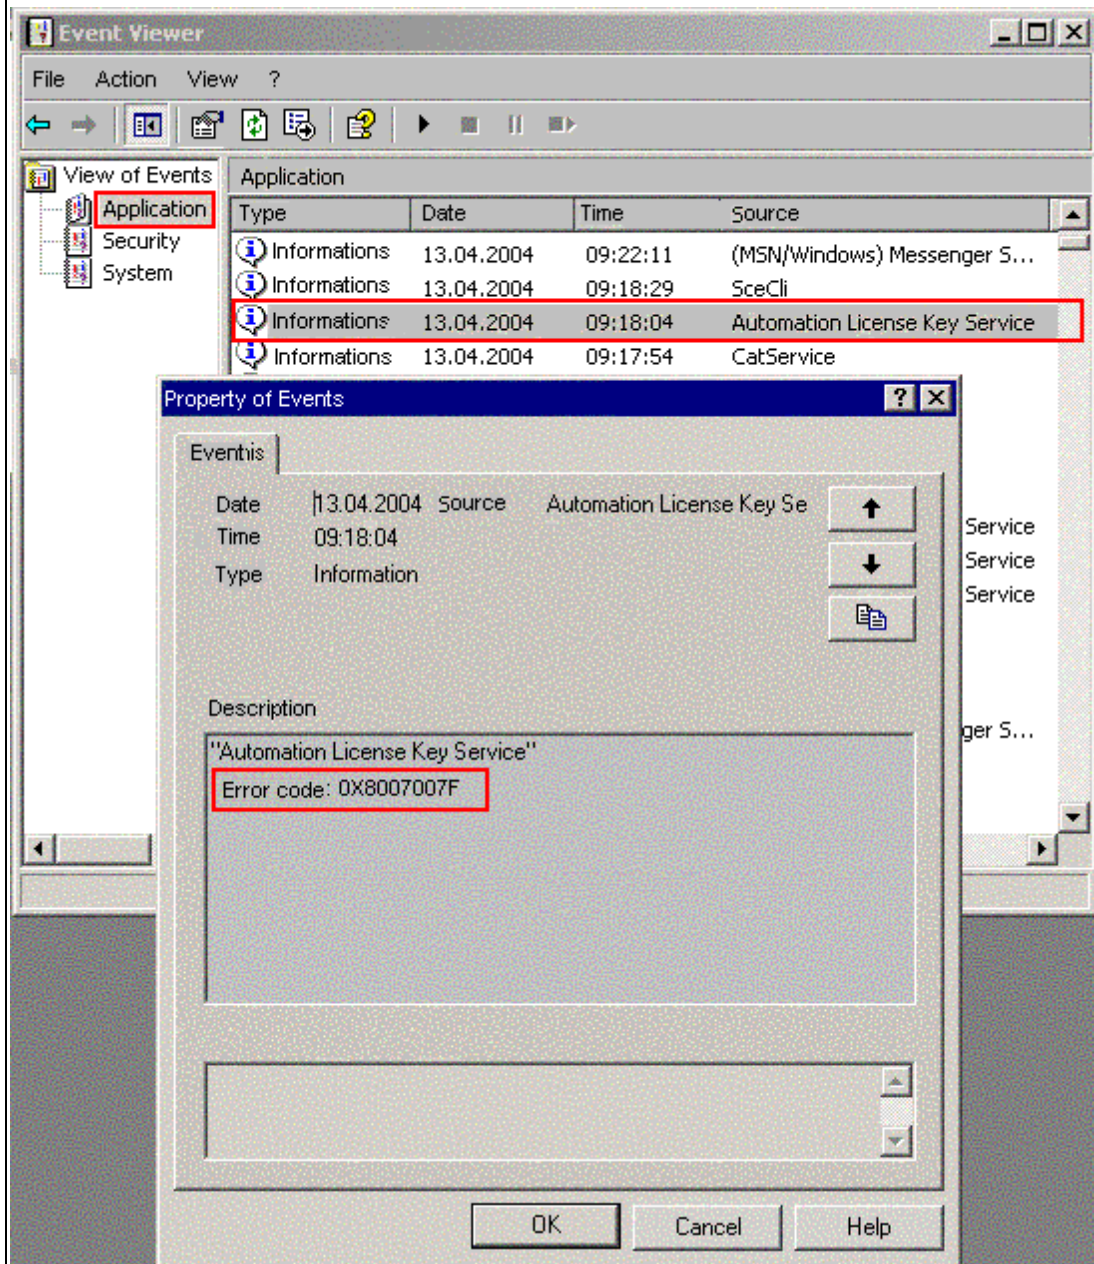 Event Viewer
File Action View ?
View of Events
Application
Security
System
Application
Type Date Time Source
Informations 13.04.2004 09:22:11 (MSN/Windows) Messenger S...
Informations 13.04.2004 09:18:29 SceCli
Informations 13.04.2004 09:18:04 Automation License Key Service
Informations 13.04.2004 09:17:54 CatService
Service
Service
Service
ger S...
Property of Events
Eventhis
Date 13.04.2004 Source Automation License Key Se
Time 09:18:04
Type Information
Description
"Automation License Key Service"
Error code: 0X8007007F
OK Cancel Help